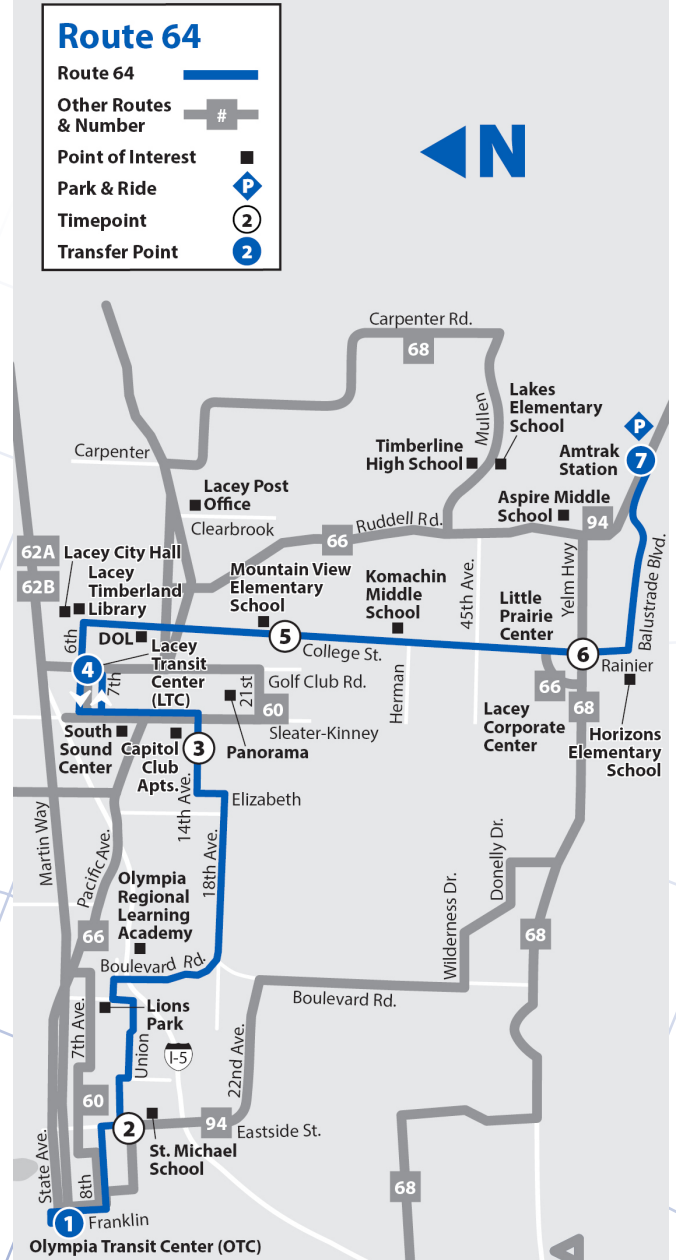 Route 64
Route 64
Other Routes
& Number
#
Point of Interest
Park & Ride
P
Timepoint
2
Transfer Point
2
N
Carpenter Rd.
68
Mullen
Lakes
Elementary
School
Timberline
High School
P
Amtrak
Station
7
Carpenter
Lacey Post
Office
Clearbrook
Aspire Middle
School
94
Ruddell Rd.
66
62A
62B
Lacey City Hall
Lacey
Timberland
Library
Mountain View
Elementary
School
Komachin
Middle
School
45th Ave.
Yelm Hwy
Balustrade Blvd.
Little
Prairie
Center
6th
DOL
5
College St.
6
Rainier
4
7th
Lacey
Transit
Center
(LTC)
21st
Golf Club Rd.
60
Herman
66
68
Sleater-Kinney
Panorama
South
Sound
Center
Capitol
Club
Apts.
3
Lacey
Corporate
Center
Horizons
Elementary
School
14th Ave.
Elizabeth
Martin Way
Pacific Ave.
18th Ave.
Donelly Dr.
Olympia
Regional
Learning
Academy
66
Wilderness Dr.
68
Boulevard Rd.
Boulevard Rd.
Lions
Park
7th Ave.
Union
I-5
22nd Ave.
60
2
94
Eastside St.
St. Michael
School
State Ave.
8th
68
1
Franklin
Olympia Transit Center (OTC)